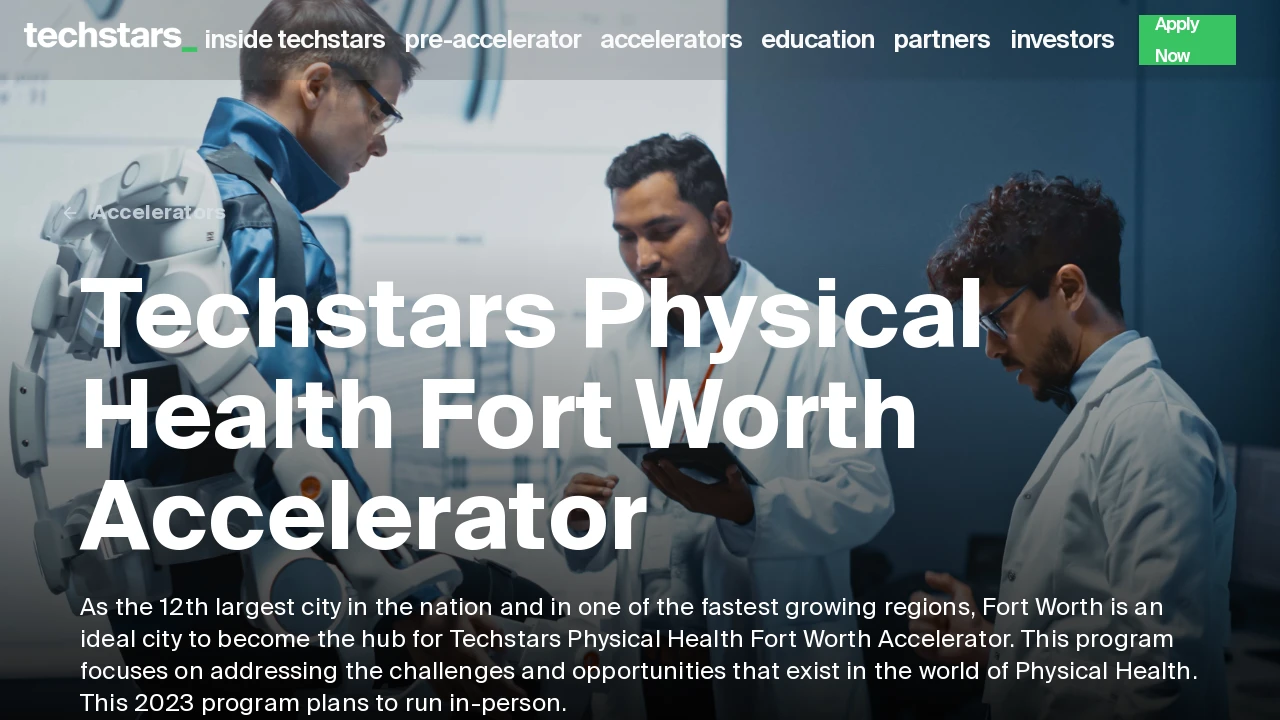 techstars_ inside techstars pre-accelerator accelerators education partners investors
Apply
Now
← Accelerators
Techstars Physical
Health Fort Worth
Accelerator
As the 12th largest city in the nation and in one of the fastest growing regions, Fort Worth is an
ideal city to become the hub for Techstars Physical Health Fort Worth Accelerator. This program
focuses on addressing the challenges and opportunities that exist in the world of Physical Health.
This 2023 program plans to run in-person.